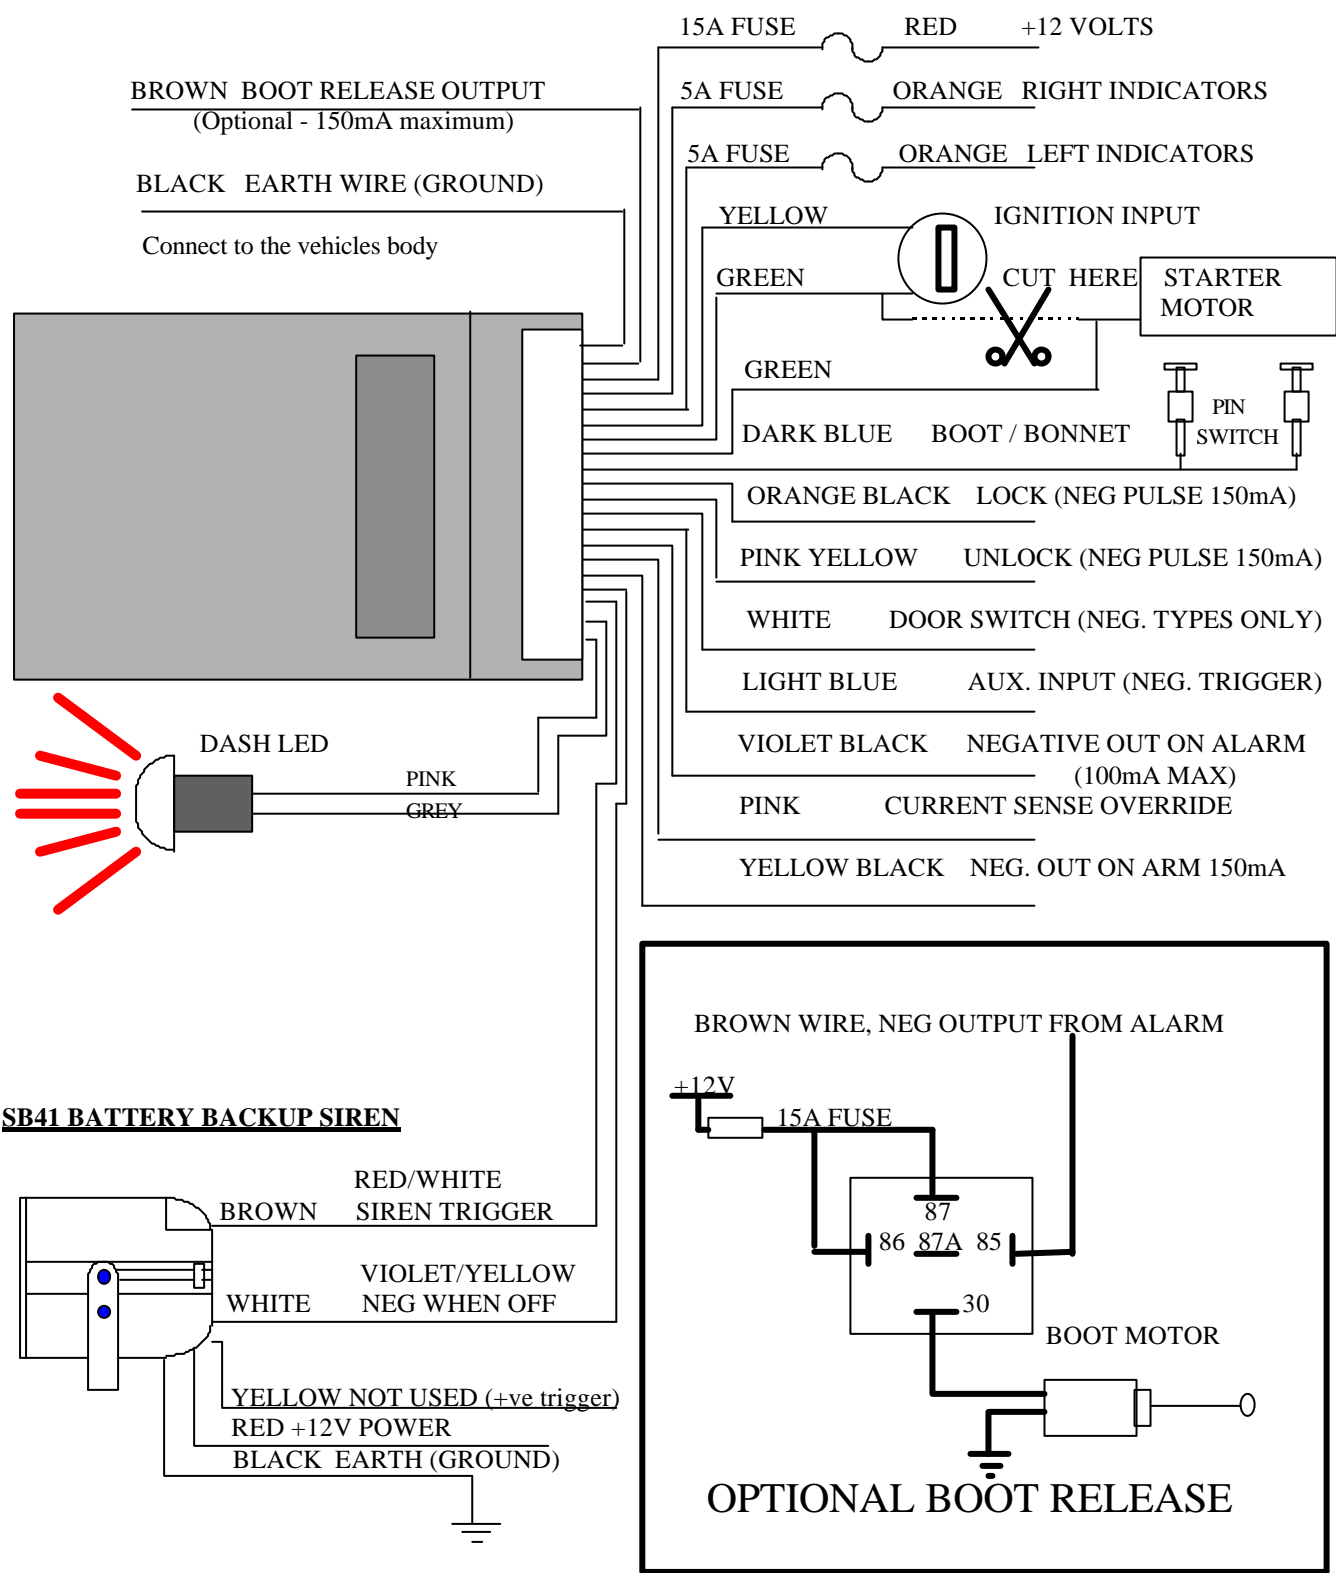 15A FUSE RED +12 VOLTS
BROWN BOOT RELEASE OUTPUT
(Optional - 150mA maximum)
5A FUSE ORANGE RIGHT INDICATORS
5A FUSE ORANGE LEFT INDICATORS
BLACK EARTH WIRE (GROUND)
Connect to the vehicles body
YELLOW IGNITION INPUT
GREEN CUT HERE STARTER
MOTOR
GREEN
PIN
SWITCH
DARK BLUE BOOT / BONNET
ORANGE BLACK LOCK (NEG PULSE 150mA)
PINK YELLOW UNLOCK (NEG PULSE 150mA)
WHITE DOOR SWITCH (NEG. TYPES ONLY)
LIGHT BLUE AUX. INPUT (NEG. TRIGGER)
VIOLET BLACK NEGATIVE OUT ON ALARM
(100mA MAX)
PINK CURRENT SENSE OVERRIDE
YELLOW BLACK NEG. OUT ON ARM 150mA
DASH LED
PINK
GREY
SB41 BATTERY BACKUP SIREN
RED/WHITE
BROWN SIREN TRIGGER
VIOLET/YELLOW
WHITE NEG WHEN OFF
YELLOW NOT USED (+ve trigger)
RED +12V POWER
BLACK EARTH (GROUND)
BROWN WIRE, NEG OUTPUT FROM ALARM
+12V
15A FUSE
87
86 87A 85
30
BOOT MOTOR
OPTIONAL BOOT RELEASE